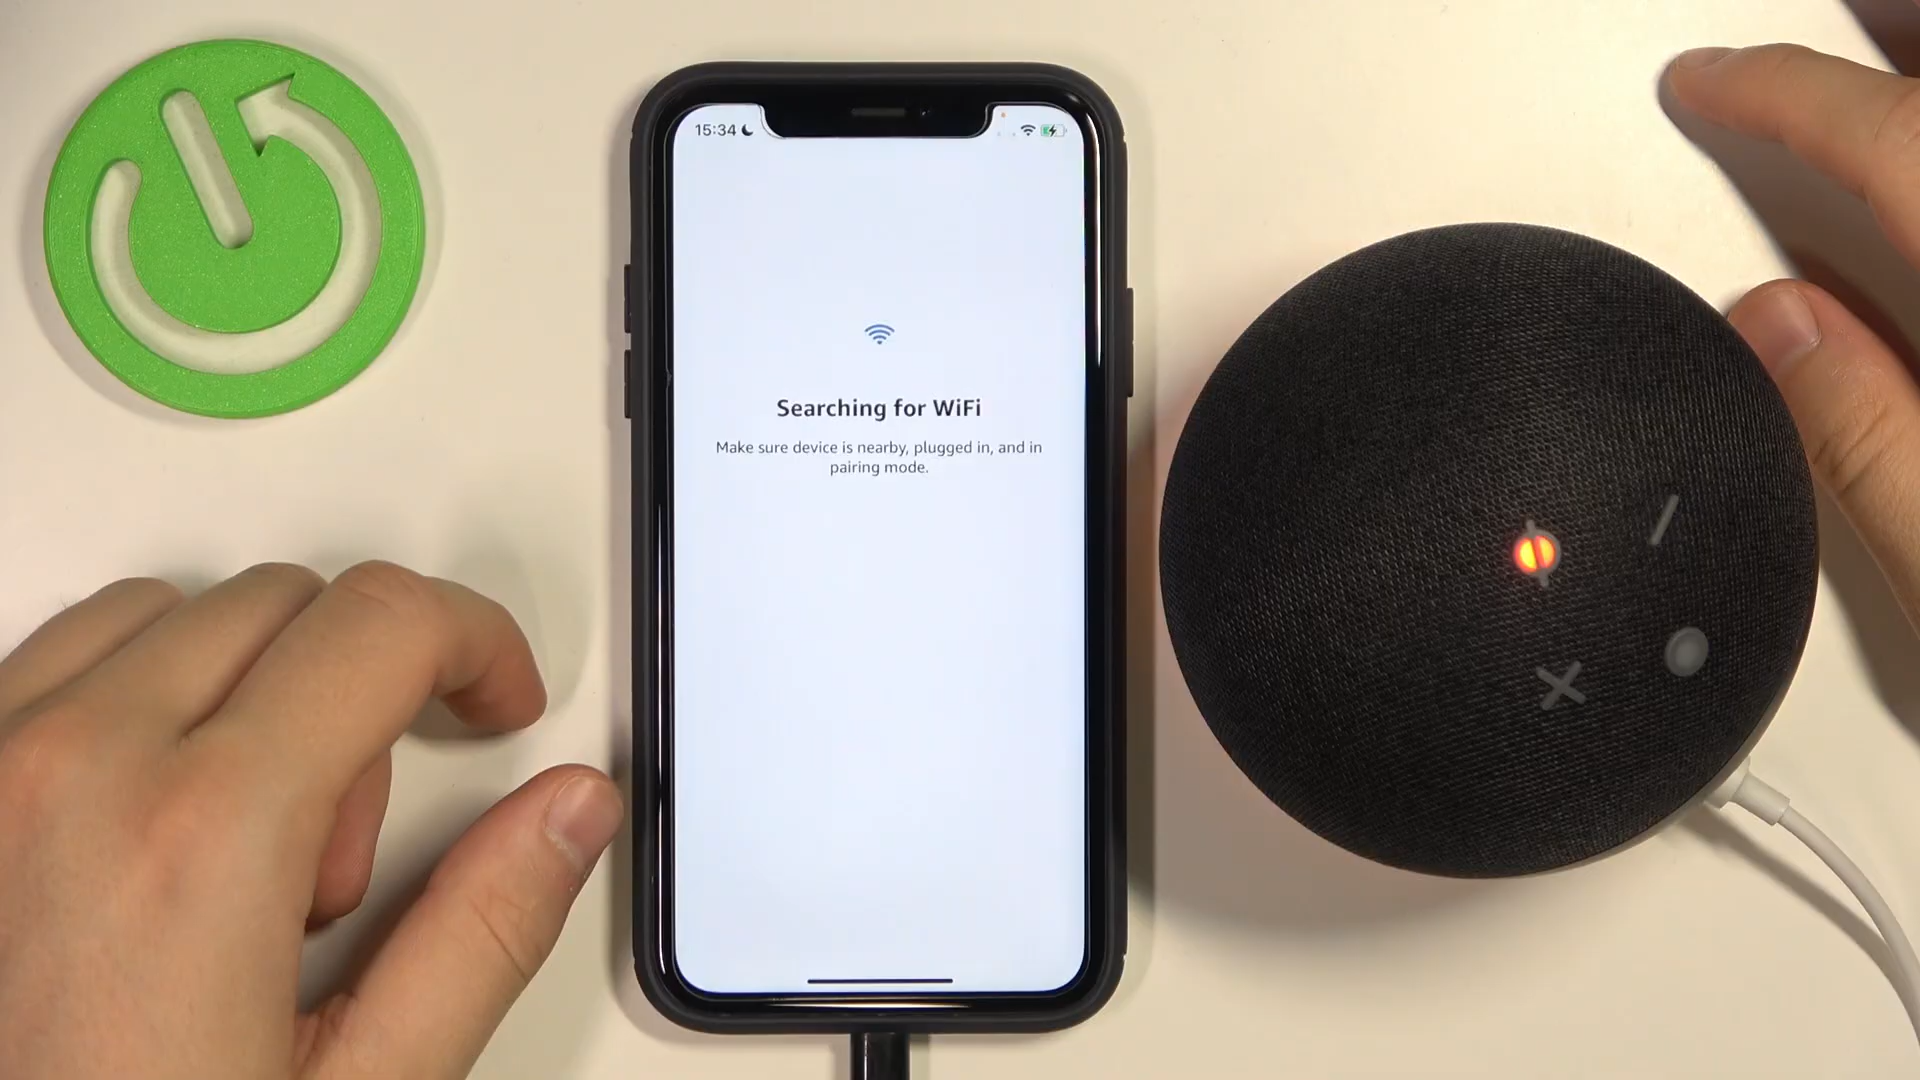 15:34
Searching for WiFi
Make sure device is nearby, plugged in, and in
pairing mode.